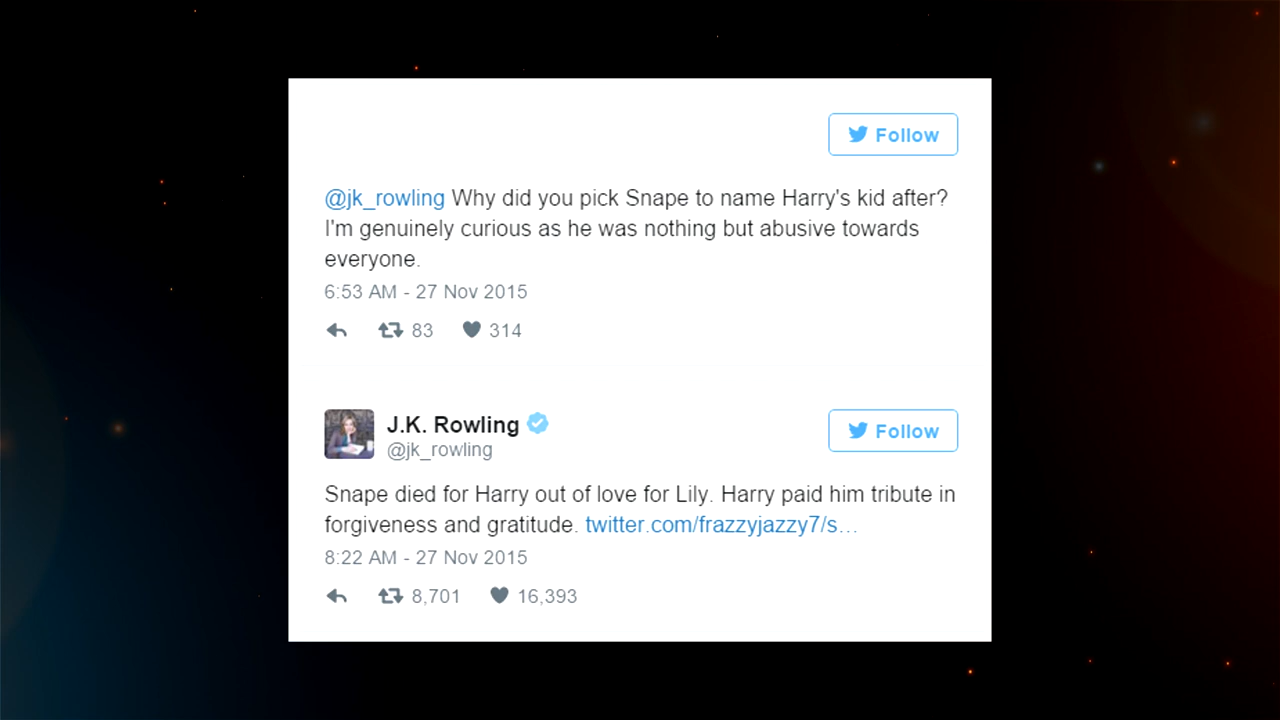 Follow
@jk_rowling Why did you pick Snape to name Harry's kid after?
I'm genuinely curious as he was nothing but abusive towards
everyone.
6:53 AM - 27 Nov 2015
83 314
J.K. Rowling
Follow
@jk_rowling
Snape died for Harry out of love for Lily. Harry paid him tribute in
forgiveness and gratitude. twitter.com/frazzyjazzy7/s…
8:22 AM - 27 Nov 2015
8,701 16,393